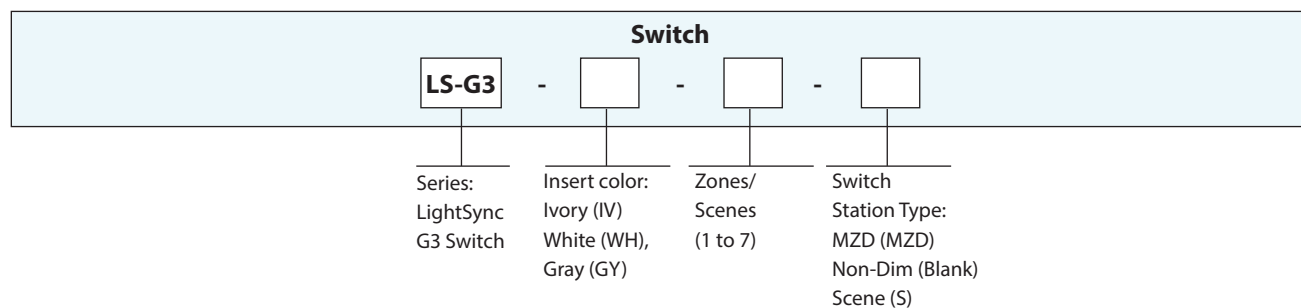 Switch
LS-G3 - - -
Series:
LightSync
G3 Switch
Insert color:
Ivory (IV)
White (WH),
Gray (GY)
Zones/
Scenes
(1 to 7)
Switch
Station Type:
MZD (MZD)
Non-Dim (Blank)
Scene (S)